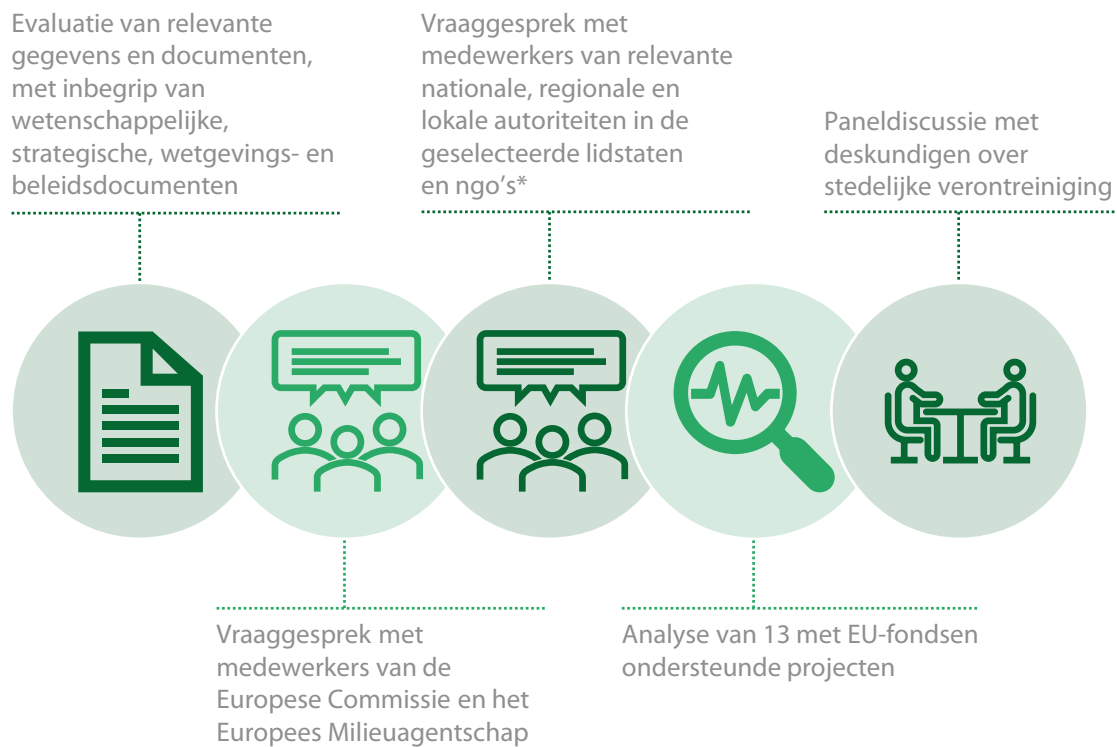 Evaluatie van relevante
gegevens en documenten,
met inbegrip van
wetenschappelijke,
strategische, wetgevings- en
beleidsdocumenten
Vraaggesprek met
medewerkers van relevante
nationale, regionale en
lokale autoriteiten in de
geselecteerde lidstaten
en ngo's*
Paneldiscussie met
deskundigen over
stedelijke verontreiniging
Vraaggesprek met
medewerkers van de
Europese Commissie en het
Europees Milieuagentschap
Analyse van 13 met EU-fondsen
ondersteunde projecten